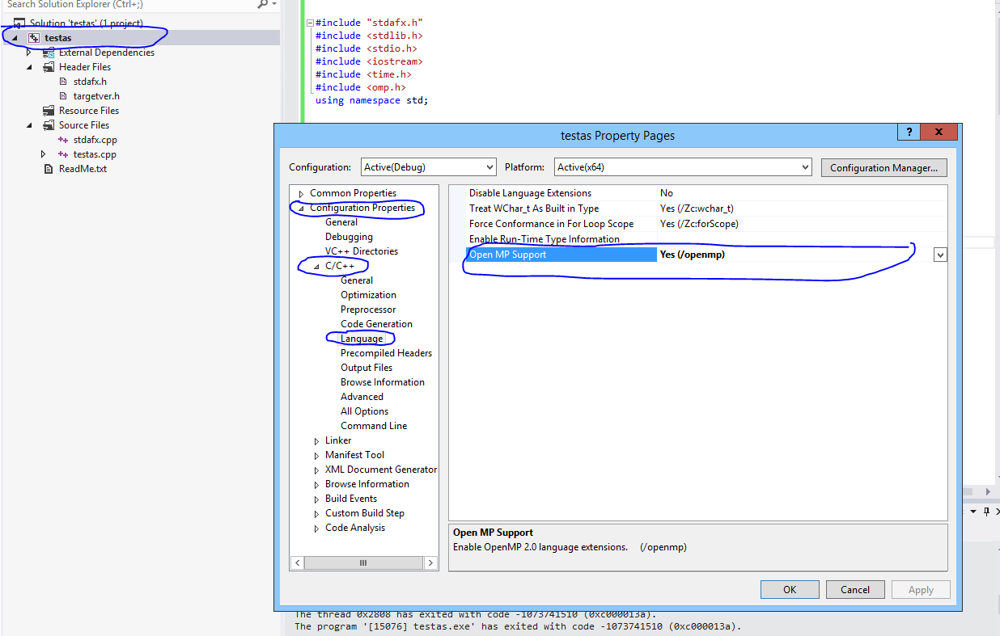 Search Solution Explorer (Ctrl+;)
Solution 'testas' (1 project)
testas
External Dependencies
Header Files
stdafx.h
targetver.h
Resource Files
Source Files
stdafx.cpp
testas.cpp
ReadMe.txt
#include "stdafx.h"
#include <stdlib.h>
#include <stdio.h>
#include <iostream>
#include <time.h>
#include <omp.h>
using namespace std;
testas Property Pages
? X
Configuration: Active(Debug) Platform: Active(x64) Configuration Manager...
Common Properties
Configuration Properties
General
Debugging
VC++ Directories
C/C++
General
Optimization
Preprocessor
Code Generation
Language
Precompiled Headers
Output Files
Browse Information
Advanced
All Options
Command Line
Linker
Manifest Tool
XML Document Generator
Browse Information
Build Events
Custom Build Step
Code Analysis
Disable Language Extensions No
Treat WChar_t As Built in Type Yes (/Zc:wchar_t)
Force Conformance in For Loop Scope Yes (/Zc:forScope)
Enable Run-Time Type Information
Open MP Support Yes (/openmp)
Open MP Support
Enable OpenMP 2.0 language extensions. (/openmp)
OK Cancel Apply
The thread 0x2808 has exited with code -1073741510 (0xc000013a).
The program '[15076] testas.exe' has exited with code -1073741510 (0xc000013a).